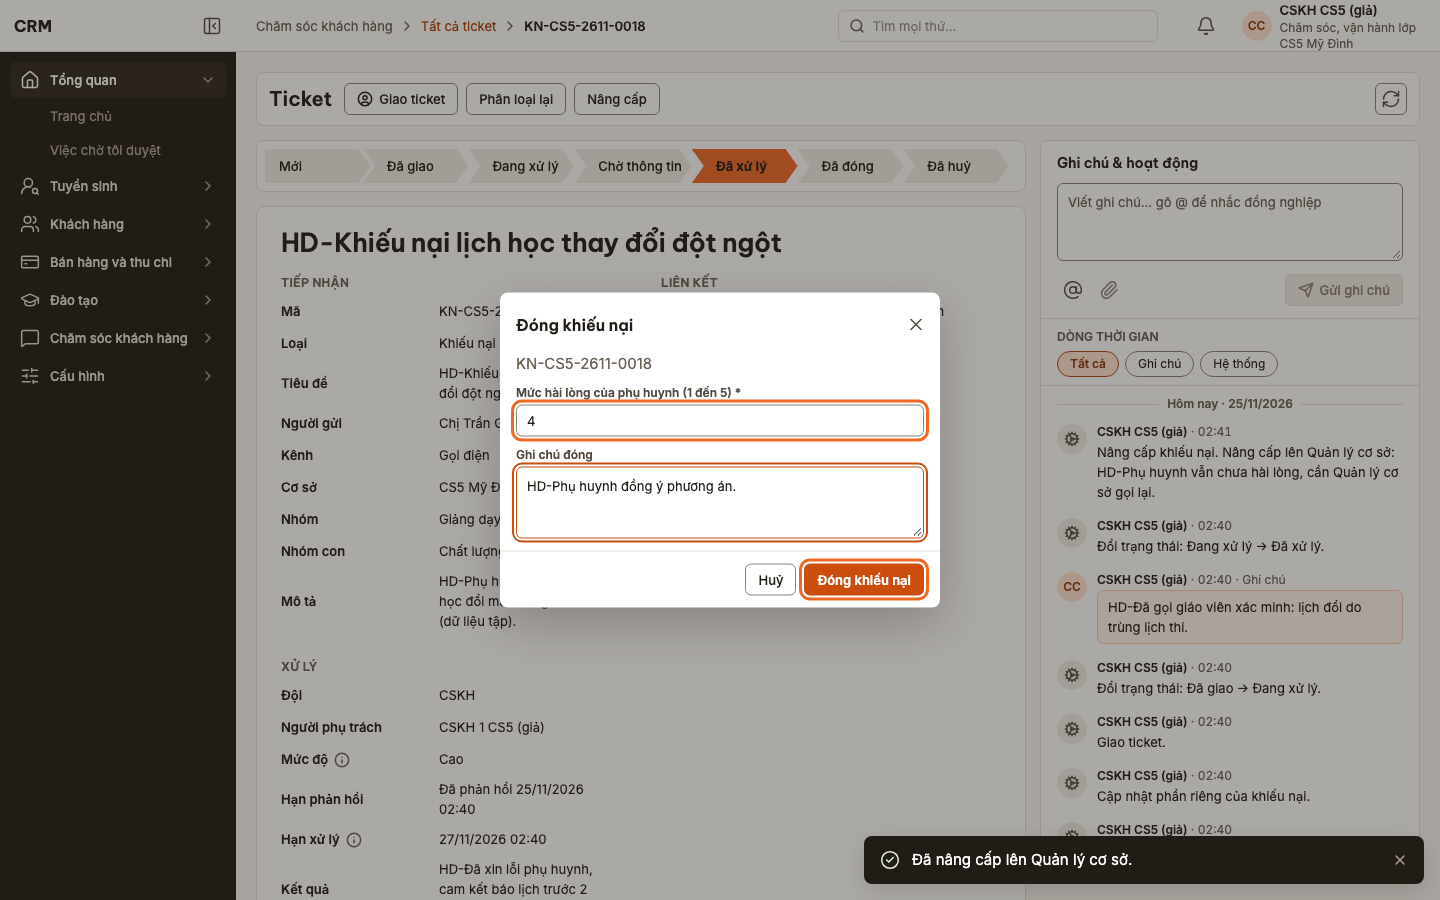 CRM
Chăm sóc khách hàng > Tất cả ticket > KN-CS5-2611-0018
Tìm mọi thứ...
CC
CSKH CS5 (giả)
Chăm sóc, vận hành lớp
CS5 Mỹ Đình
Tổng quan
Trang chủ
Việc chờ tôi duyệt
Tuyển sinh
Khách hàng
Bán hàng và thu chi
Đào tạo
Chăm sóc khách hàng
Cấu hình
Ticket
Giao ticket
Phân loại lại
Nâng cấp
Mới
Đã giao
Đang xử lý
Chờ thông tin
Đã xử lý
Đã đóng
Đã huỷ
HD-Khiếu nại lịch học thay đổi đột ngột
TIẾP NHẬN
LIÊN KẾT
Mã
KN-CS5-2
Loại
Khiếu nại
Tiêu đề
HD-Khiếu
đổi đột ng
Người gửi
Chị Trần
Kênh
Gọi điện
Cơ sở
CS5 Mỹ Đ
Nhóm
Giảng dạy
Nhóm con
Chất lượng
Mô tả
HD-Phụ h
học đổi m
(dữ liệu tập).
XỬ LÝ
Đội
CSKH
Người phụ trách
CSKH 1 CS5 (giả)
Mức độ
Cao
Hạn phản hồi
Đã phản hồi 25/11/2026
02:40
Hạn xử lý
27/11/2026 02:40
Kết quả
HD-Đã xin lỗi phụ huynh,
cam kết báo lịch trước 2
Đóng khiếu nại
KN-CS5-2611-0018
Mức hài lòng của phụ huynh (1 đến 5) *
4
Ghi chú đóng
HD-Phụ huynh đồng ý phương án.
Huỷ
Đóng khiếu nại
Ghi chú & hoạt động
Viết ghi chú... gõ @ để nhắc đồng nghiệp
Gửi ghi chú
DÒNG THỜI GIAN
Tất cả
Ghi chú
Hệ thống
Hôm nay · 25/11/2026
CSKH CS5 (giả) · 02:41
Nâng cấp khiếu nại. Nâng cấp lên Quản lý cơ sở:
HD-Phụ huynh vẫn chưa hài lòng, cần Quản lý cơ
sở gọi lại.
CSKH CS5 (giả) · 02:40
Đổi trạng thái: Đang xử lý → Đã xử lý.
CC
CSKH CS5 (giả) · 02:40 · Ghi chú
HD-Đã gọi giáo viên xác minh: lịch đổi do
trùng lịch thi.
CSKH CS5 (giả) · 02:40
Đổi trạng thái: Đã giao → Đang xử lý.
CSKH CS5 (giả) · 02:40
Giao ticket.
CSKH CS5 (giả) · 02:40
Cập nhật phần riêng của khiếu nại.
CSKH CS5 (giả) · 02:40
Đã nâng cấp lên Quản lý cơ sở.